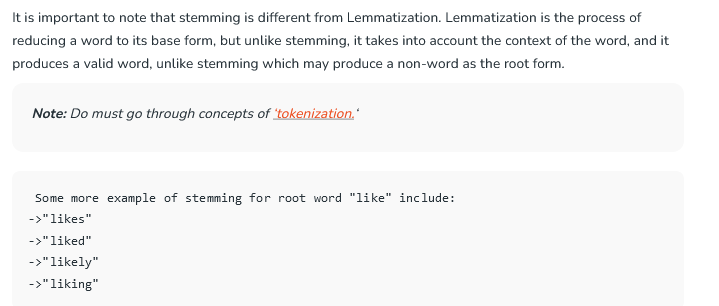 It is important to note that stemming is different from Lemmatization. Lemmatization is the process of
reducing a word to its base form, but unlike stemming, it takes into account the context of the word, and it
produces a valid word, unlike stemming which may produce a non-word as the root form.
Note: Do must go through concepts of ‘tokenization.‘
Some more example of stemming for root word "like" include:
->"likes"
->"liked"
->"likely"
->"liking"